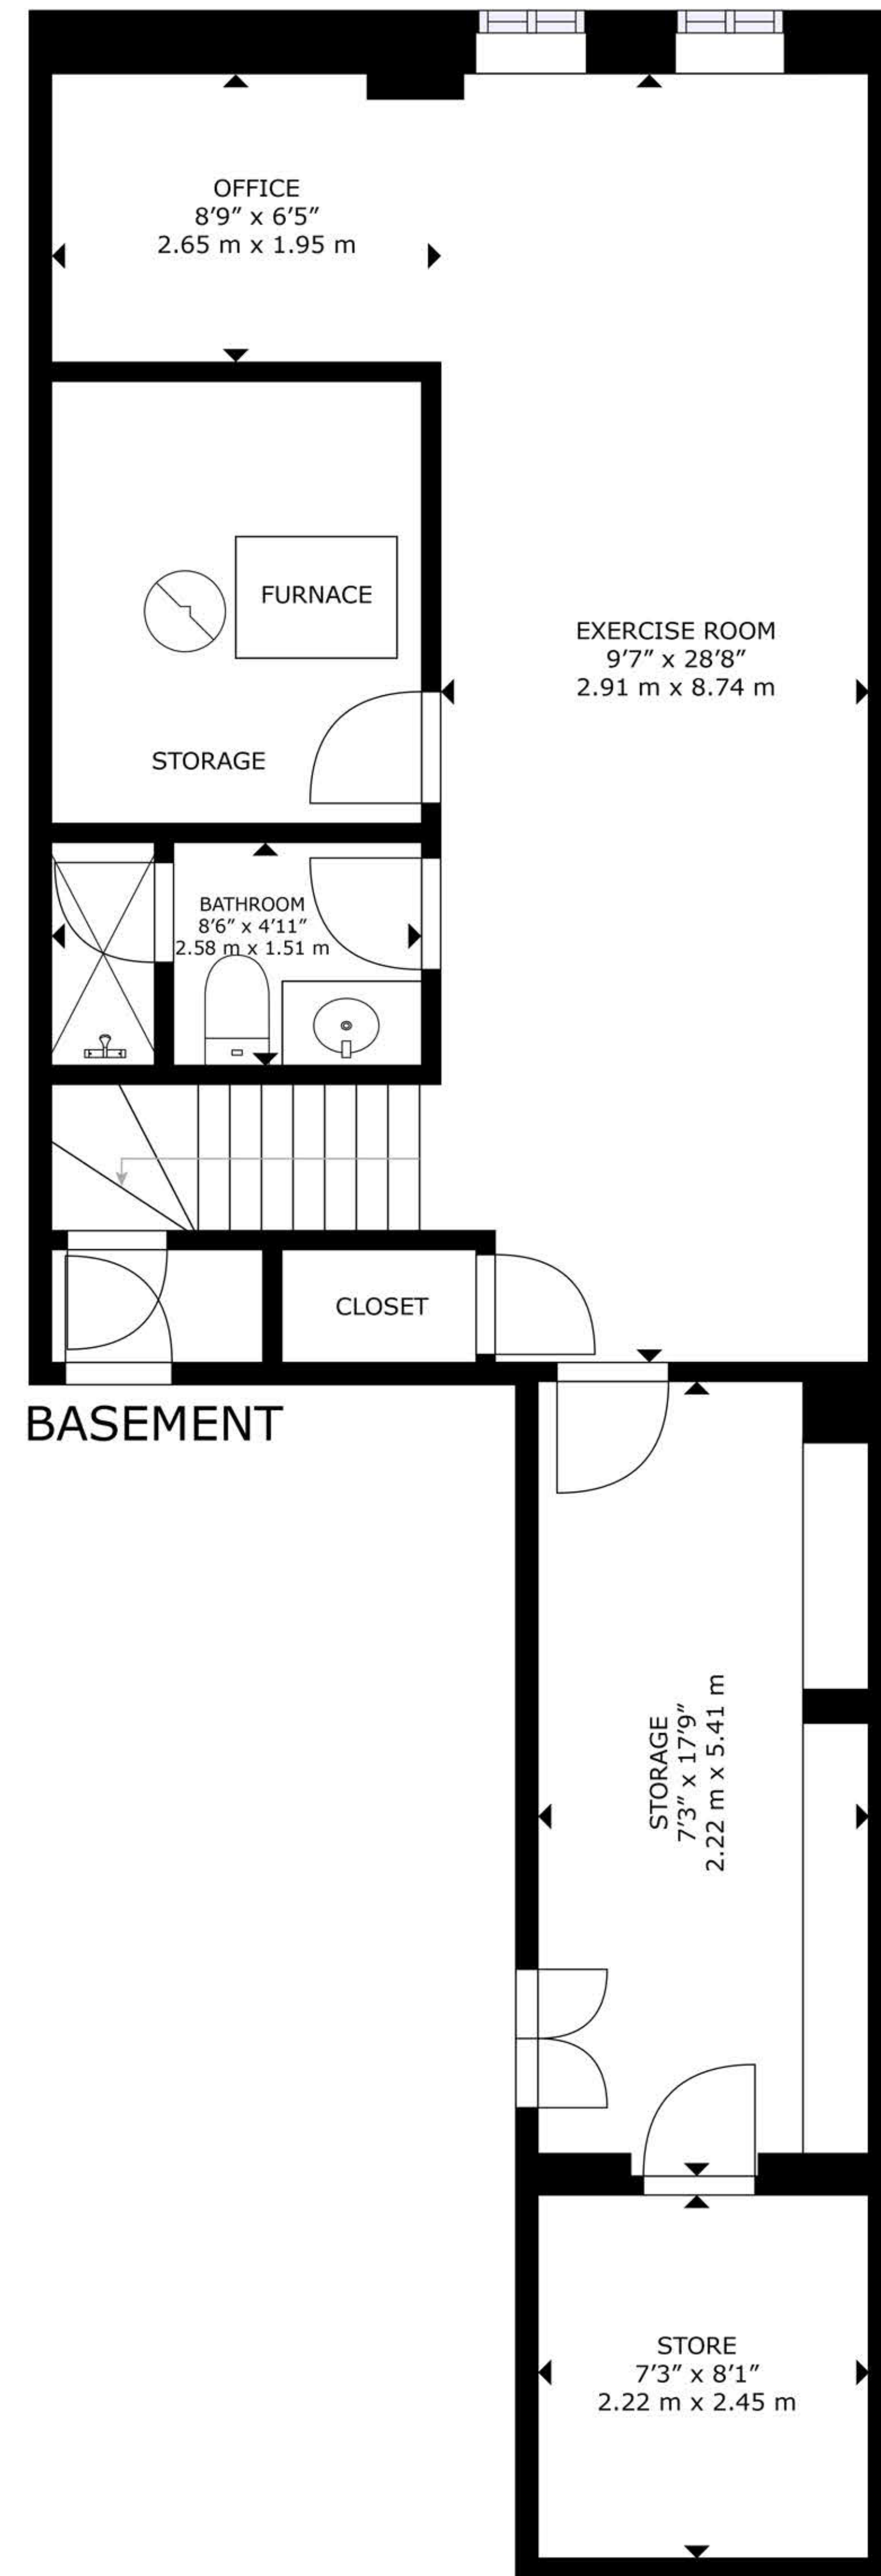 OFFICE
8’9” x 6’5”
2.65 m x 1.95 m
FURNACE
EXERCISE ROOM
9’7” x 28’8”
2.91 m x 8.74 m
STORAGE
BATHROOM
8’6” x 4’11”
2.58 m x 1.51 m
CLOSET
BASEMENT
STORAGE
7’3” x 17’9”
2.22 m x 5.41 m
STORE
7’3” x 8’1”
2.22 m x 2.45 m